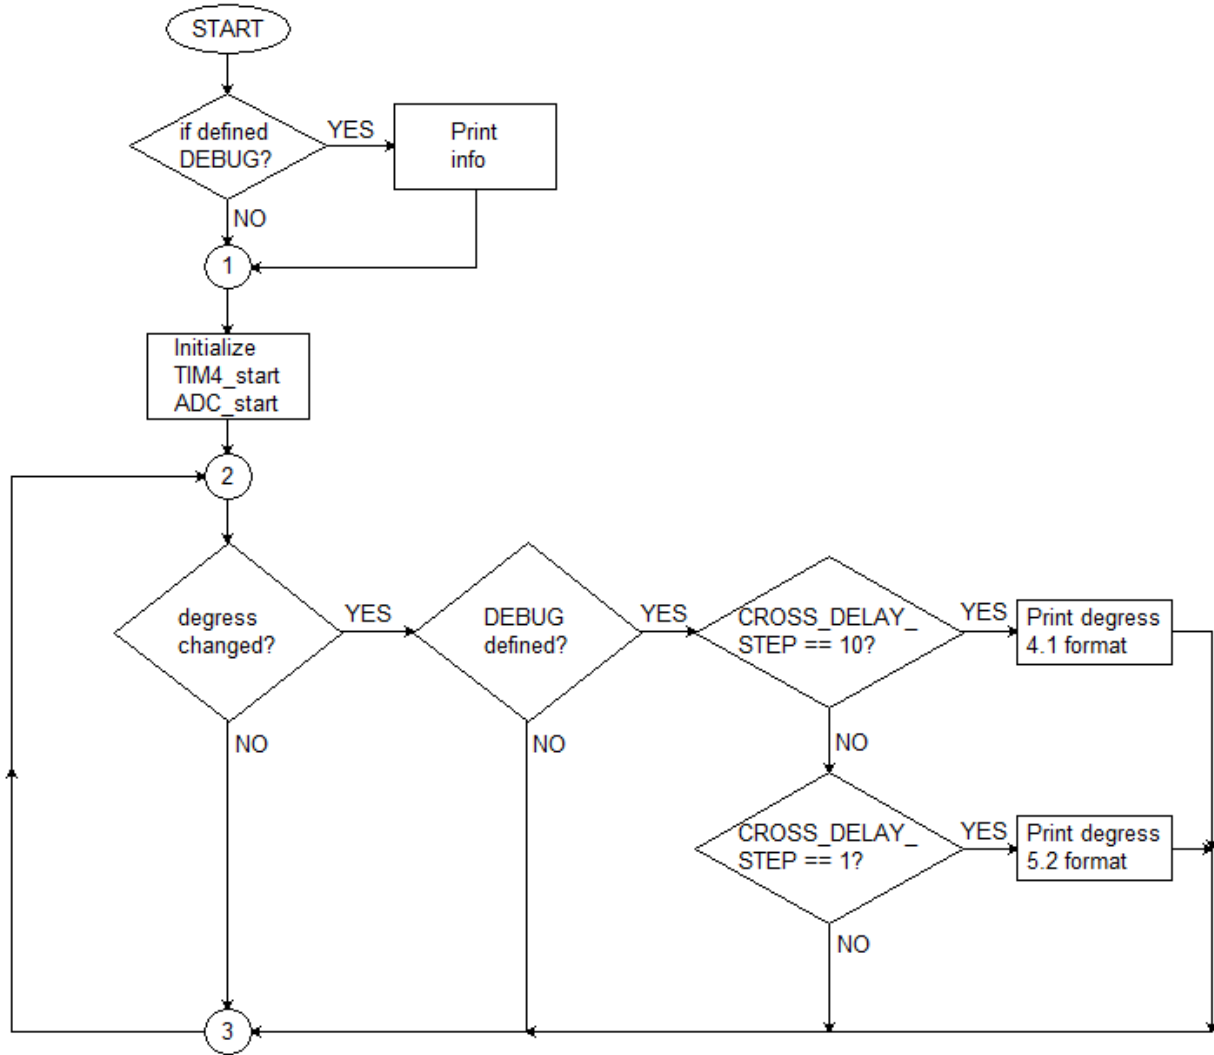 START
if defined
DEBUG?
YES
Print
info
NO
1
Initialize
TIM4_start
ADC_start
2
degress
changed?
YES
DEBUG
defined?
YES
CROSS_DELAY_
STEP == 10?
YES
Print degress
4.1 format
NO
NO
NO
CROSS_DELAY_
STEP == 1?
YES
Print degress
5.2 format
NO
3